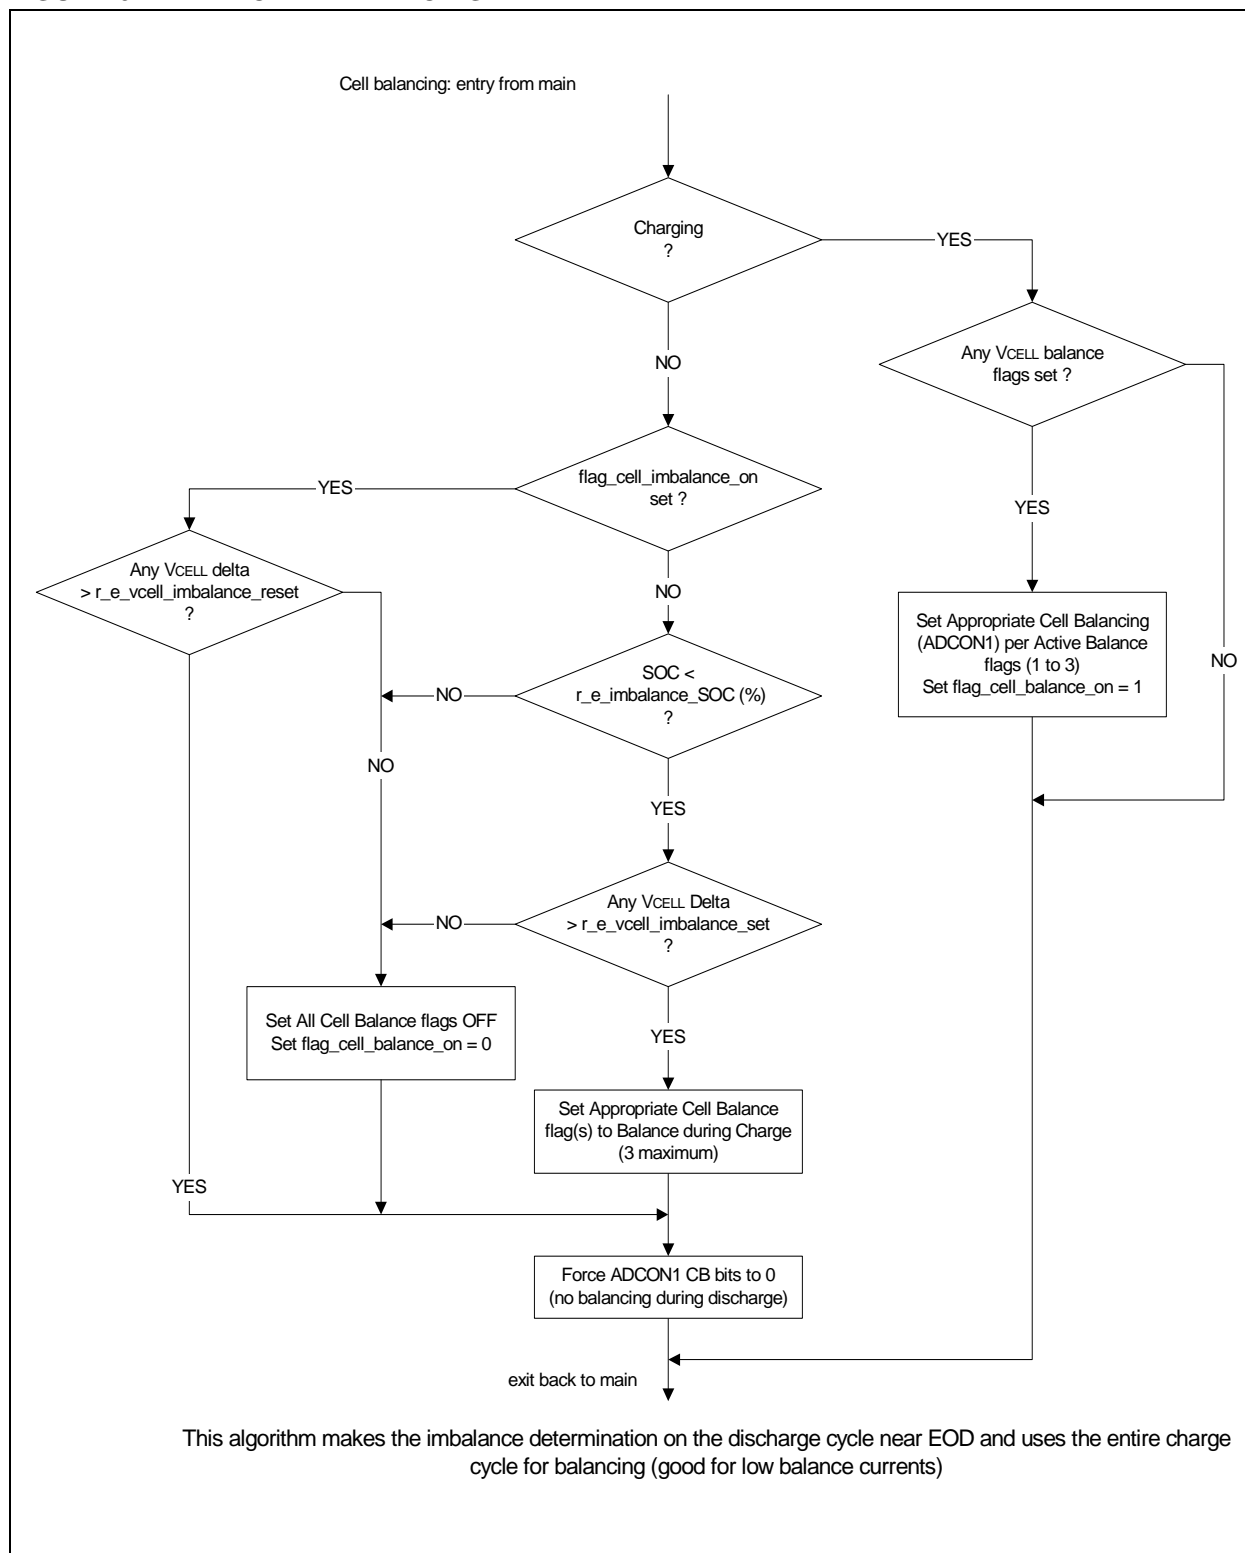 Cell balancing: entry from main
Charging
?
YES
NO
Any VCELL balance
flags set ?
flag_cell_imbalance_on
set ?
YES
YES
Any VCELL delta
> r_e_vcell_imbalance_reset
?
NO
Set Appropriate Cell Balancing
(ADCON1) per Active Balance
flags (1 to 3)
Set flag_cell_balance_on = 1
NO
SOC <
r_e_imbalance_SOC (%)
?
NO
NO
YES
Any VCELL Delta
> r_e_vcell_imbalance_set
?
NO
Set All Cell Balance flags OFF
Set flag_cell_balance_on = 0
YES
Set Appropriate Cell Balance
flag(s) to Balance during Charge
(3 maximum)
YES
Force ADCON1 CB bits to 0
(no balancing during discharge)
exit back to main
This algorithm makes the imbalance determination on the discharge cycle near EOD and uses the entire charge
cycle for balancing (good for low balance currents)